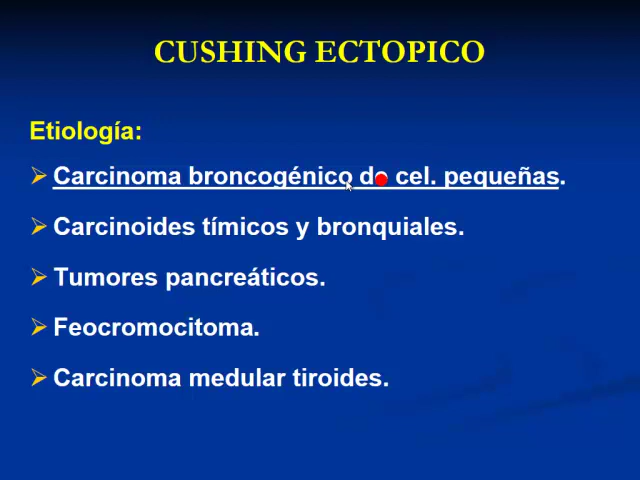 CUSHING ECTOPICO
Etiología:
Carcinoma broncogénico de cel. pequeñas.
Carcinoides tímicos y bronquiales.
Tumores pancreáticos.
Feocromocitoma.
Carcinoma medular tiroides.